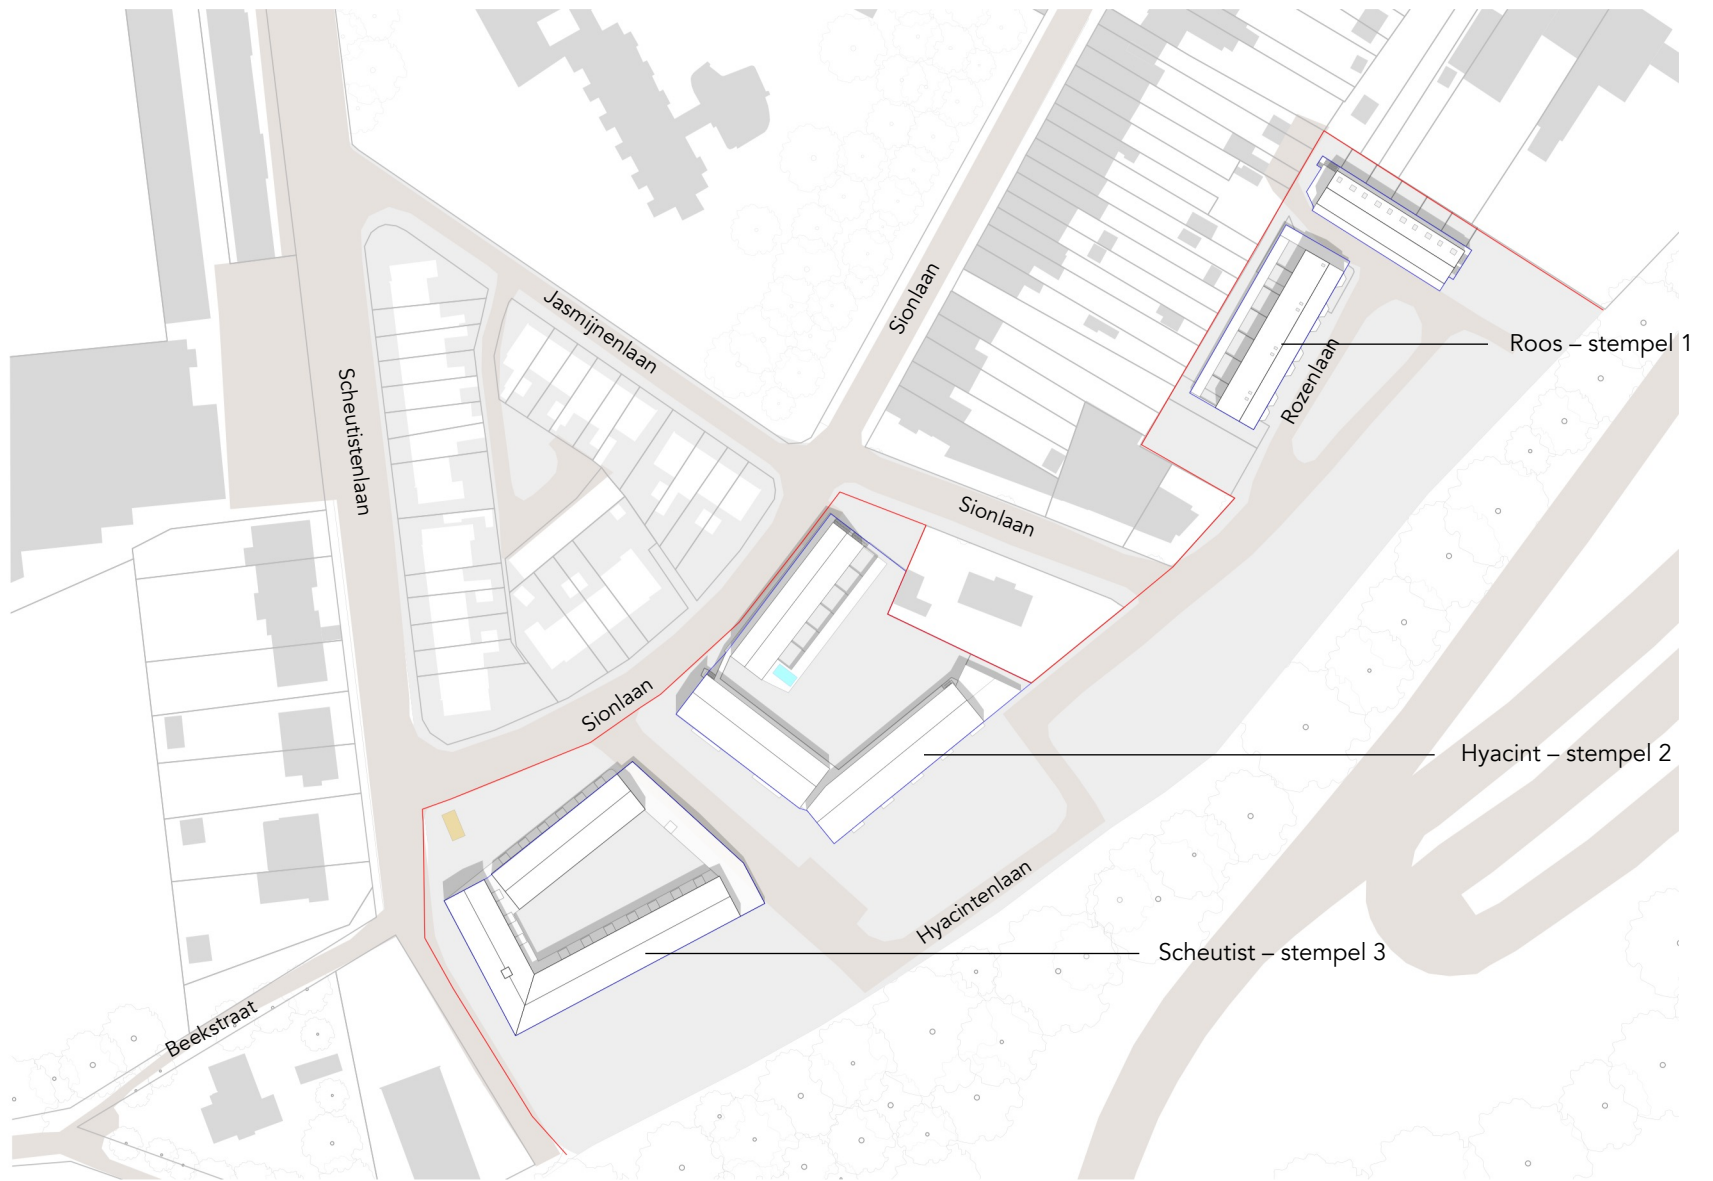 Sionlaan
Jasmijnenlaan
Roos – stempel 1
Rozenlaan
Scheutistenlaan
Sionlaan
Sionlaan
Hyacint – stempel 2
Hyacintenlaan
Scheutist – stempel 3
Beekstraat